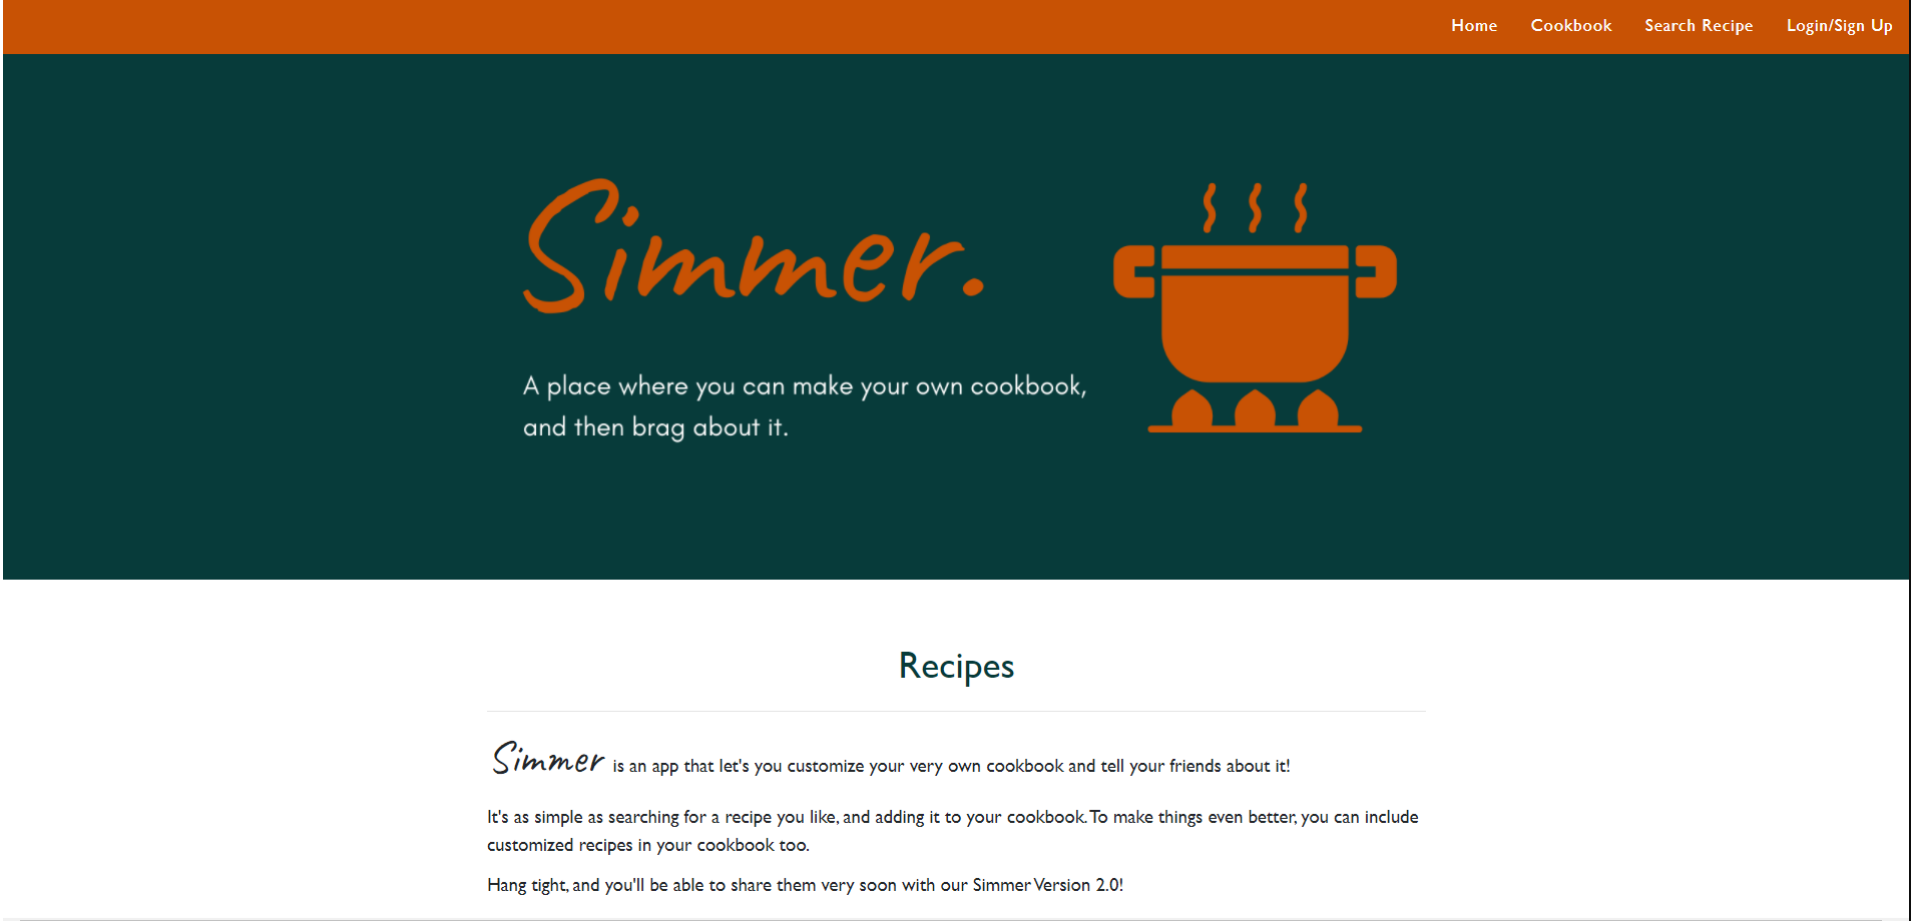 Home Cookbook Search Recipe Login/Sign Up
Simmer.
A place where you can make your own cookbook,
and then brag about it.
Recipes
Simmer is an app that let's you customize your very own cookbook and tell your friends about it!
It's as simple as searching for a recipe you like, and adding it to your cookbook. To make things even better, you can include
customized recipes in your cookbook too.
Hang tight, and you'll be able to share them very soon with our Simmer Version 2.0!